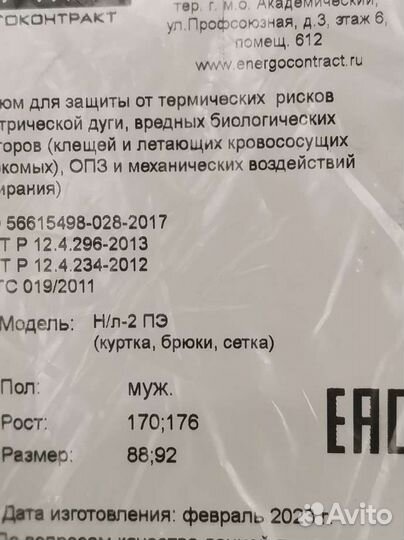 тер. г. м.о. Академический,
ул.Профсоюзная, д.3, этаж 6,
помещ. 612
www.energocontract.ru
ТОКОНТРАКТ
юм для защиты от термических рисков
трической дуги, вредных биологических
торов (клещей и летающих кровососущих
комых), ОПЗ и механических воздействий
ирания)
56615498-028-2017
Т Р 12.4.296-2013
Т Р 12.4.234-2012
ТС 019/2011
Модель: Н/л-2 ПЭ
(куртка, брюки, сетка)
Пол: муж.
Рост: 170;176
Размер: 88;92
EAC
Дата изготовления: февраль 2023 г.
Avito